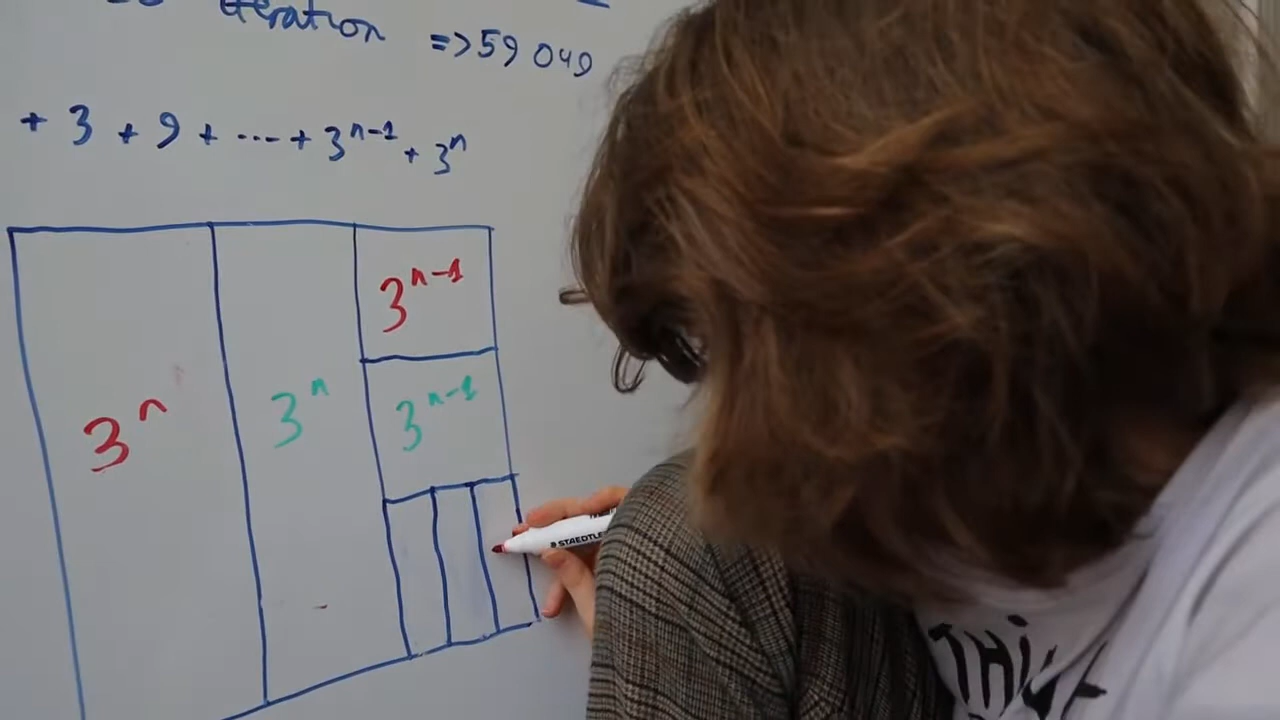 iteration => 59 049
+ 3 + 9 + ... + 3ⁿ⁻¹ + 3ⁿ
3ⁿ⁻¹
3ⁿ
3ⁿ
3ⁿ⁻¹
STAEDTLER